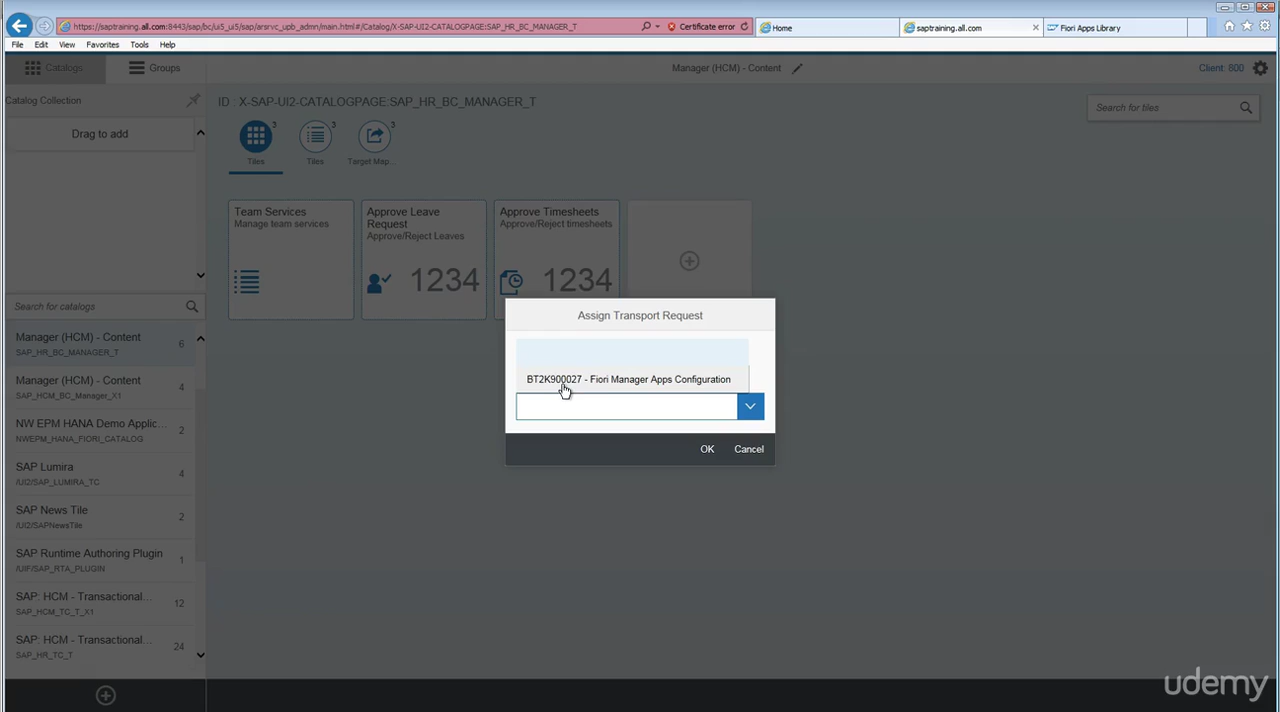 https://saptraining.all.com:8443/sap/bc/ui5_ui5/sap/arsrvc_upb_admn/main.html#/Catalog/X-SAP-UI2-CATALOGPAGE:SAP_HR_BC_MANAGER_T
Certificate error
Home
saptraining.all.com
Fiori Apps Library
File Edit View Favorites Tools Help
Catalogs
Groups
Manager (HCM) - Content
Client: 800
Catalog Collection
ID : X-SAP-UI2-CATALOGPAGE:SAP_HR_BC_MANAGER_T
Search for tiles
Drag to add
3
Tiles
3
Tiles
3
Target Map...
Team Services
Manage team services
Approve Leave
Request
Approve/Reject Leaves
1234
Approve Timesheets
Approve/Reject timesheets
1234
Search for catalogs
Manager (HCM) - Content
SAP_HR_BC_MANAGER_T
6
Manager (HCM) - Content
SAP_HCM_BC_Manager_X1
4
NW EPM HANA Demo Applic...
NWEPM_HANA_FIORI_CATALOG
2
SAP Lumira
/UI2/SAP_LUMIRA_TC
4
SAP News Tile
/UI2/SAPNewsTile
2
SAP Runtime Authoring Plugin
/UIF/SAP_RTA_PLUGIN
1
SAP: HCM - Transactional...
SAP_HCM_TC_T_X1
12
SAP: HCM - Transactional...
SAP_HR_TC_T
24
Assign Transport Request
BT2K900027 - Fiori Manager Apps Configuration
OK
Cancel
udemy